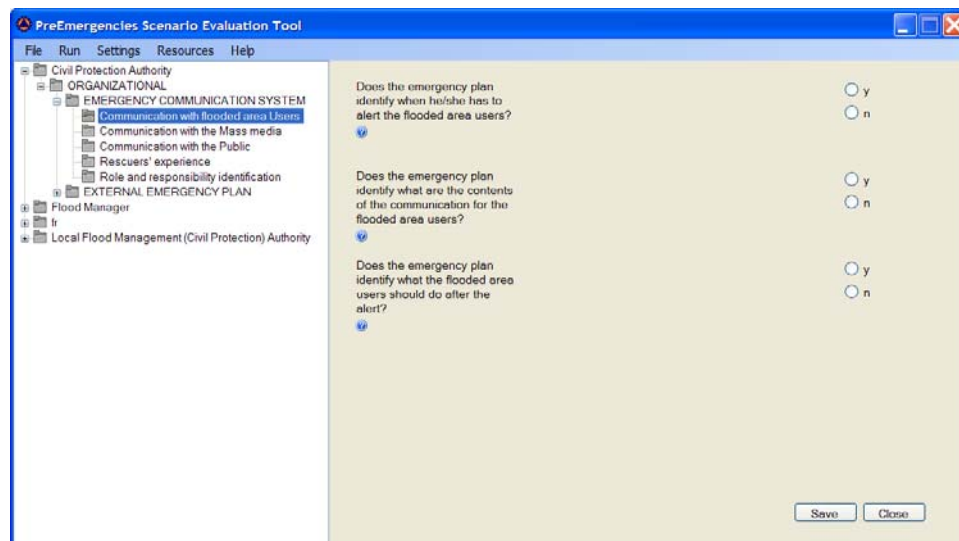 PreEmergencies Scenario Evaluation Tool
File Run Settings Resources Help
Civil Protection Authority
ORGANIZATIONAL
EMERGENCY COMMUNICATION SYSTEM
Communication with flooded area Users
Communication with the Mass media
Communication with the Public
Rescuers' experience
Role and responsibility identification
EXTERNAL EMERGENCY PLAN
Flood Manager
fr
Local Flood Management (Civil Protection) Authority
Does the emergency plan
identify when he/she has to
alert the flooded area users?
y
n
Does the emergency plan
identify what are the contents
of the communication for the
flooded area users?
y
n
Does the emergency plan
identify what the flooded area
users should do after the
alert?
y
n
Save Close